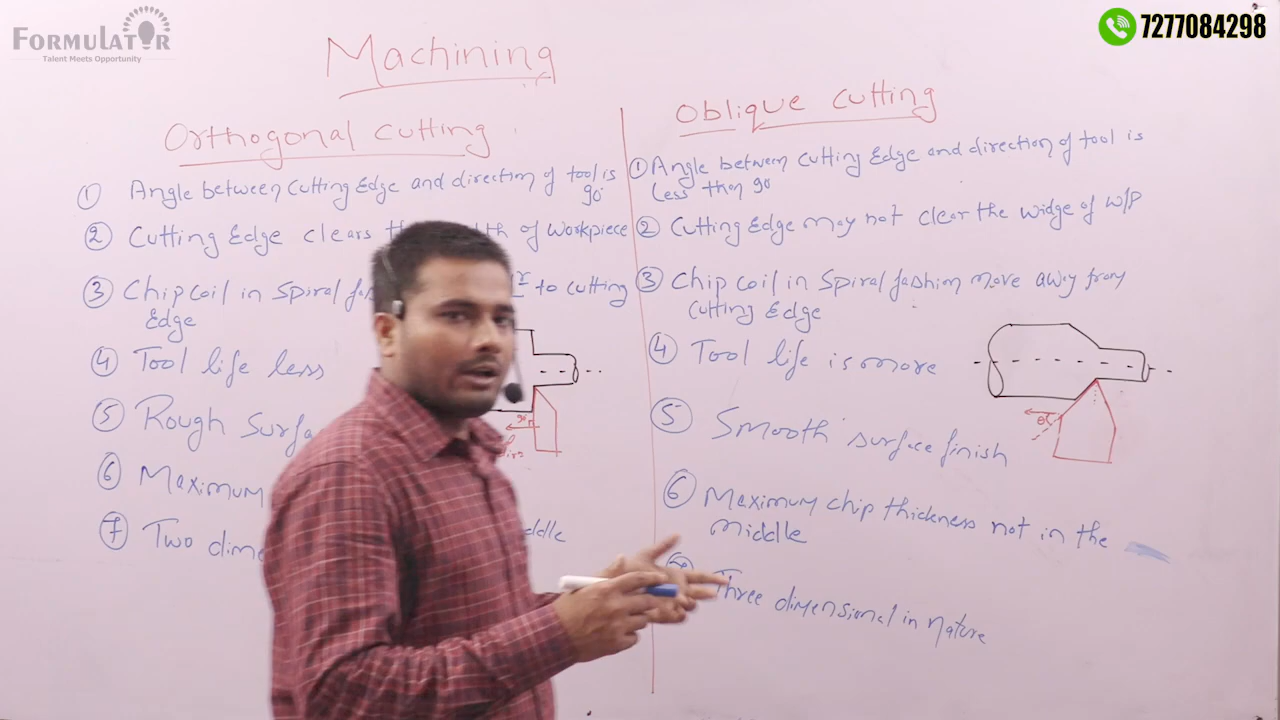 FORMULATOR
Talent Meets Opportunity
7277084298
Machining
Orthogonal cutting
① Angle between cutting Edge and direction of tool is
90°
② Cutting Edge clears of workpiece
③ Chip coil in Spiral to cutting
Edge
④ Tool life less
⑤ Rough
⑥ Maximum
ddle
⑦ Two
90°
Oblique cutting
① Angle between cutting Edge and direction of tool is
Less than 90
② Cutting Edge may not clear the widge of W/P
③ Chip coil in Spiral fashion move away from
cutting Edge
④ Tool life is more
⑤ Smooth surface finish
⑥ Maximum chip thickness not in the
Middle
Three dimensional in nature
θ